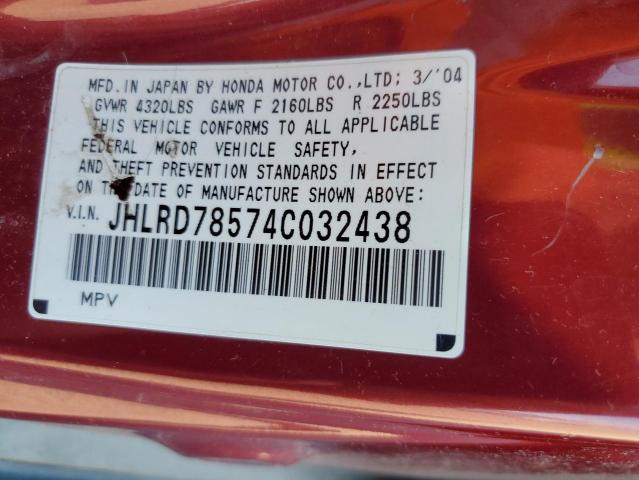 MFD. IN JAPAN BY HONDA MOTOR CO.,LTD; 3/'04
GVWR 4320LBS GAWR F 2160LBS R 2250LBS
THIS VEHICLE CONFORMS TO ALL APPLICABLE
FEDERAL MOTOR VEHICLE SAFETY,
AND THEFT PREVENTION STANDARDS IN EFFECT
ON THE DATE OF MANUFACTURE SHOWN ABOVE:
V.I.N. JHLRD78574C032438
MPV